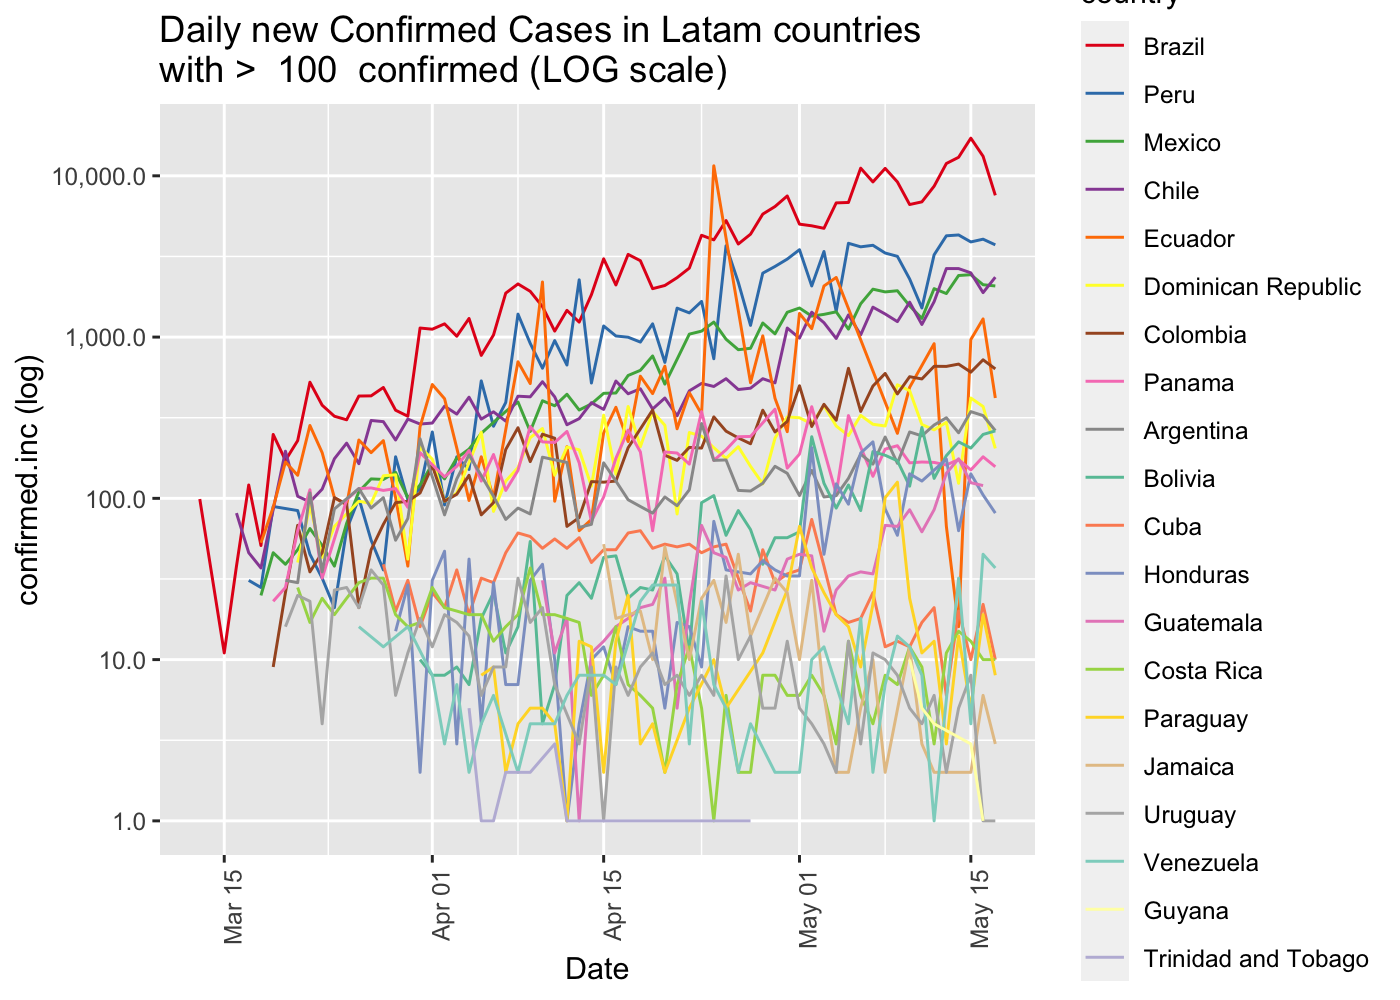 Daily new Confirmed Cases in Latam countries
with >  100  confirmed (LOG scale)
country
Brazil
Peru
Mexico
Chile
Ecuador
Dominican Republic
Colombia
Panama
Argentina
Bolivia
Cuba
Honduras
Guatemala
Costa Rica
Paraguay
Jamaica
Uruguay
Venezuela
Guyana
Trinidad and Tobago
confirmed.inc (log)
10,000.0
1,000.0
100.0
10.0
1.0
Mar 15
Apr 01
Apr 15
May 01
May 15
Date